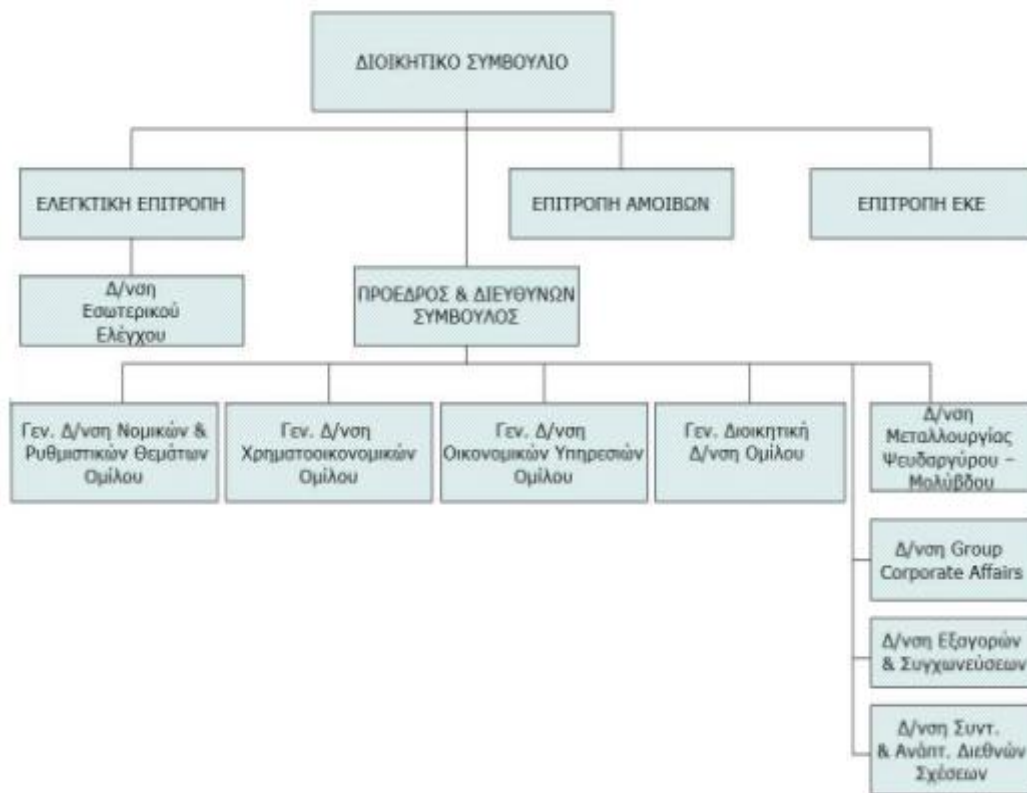 ΔΙΟΙΚΗΤΙΚΟ ΣΥΜΒΟΥΛΙΟ
ΕΛΕΓΚΤΙΚΗ ΕΠΙΤΡΟΠΗ
ΕΠΙΤΡΟΠΗ ΑΜΟΙΒΩΝ
ΕΠΙΤΡΟΠΗ ΕΚΕ
Δ/νση
Εσωτερικού
Ελέγχου
ΠΡΟΕΔΡΟΣ & ΔΙΕΥΘΥΝΩΝ
ΣΥΜΒΟΥΛΟΣ
Γεν. Δ/νση Νομικών &
Ρυθμιστικών Θεμάτων
Ομίλου
Γεν. Δ/νση
Χρηματοοικονομικών
Ομίλου
Γεν. Δ/νση
Οικονομικών Υπηρεσιών
Ομίλου
Γεν. Διοικητική
Δ/νση Ομίλου
Δ/νση
Μεταλλουργίας
Ψευδαργύρου –
Μολύβδου
Δ/νση Group
Corporate Affairs
Δ/νση Εξαγορών
& Συγχωνεύσεων
Δ/νση Συντ.
& Ανάπτ. Διεθνών
Σχέσεων